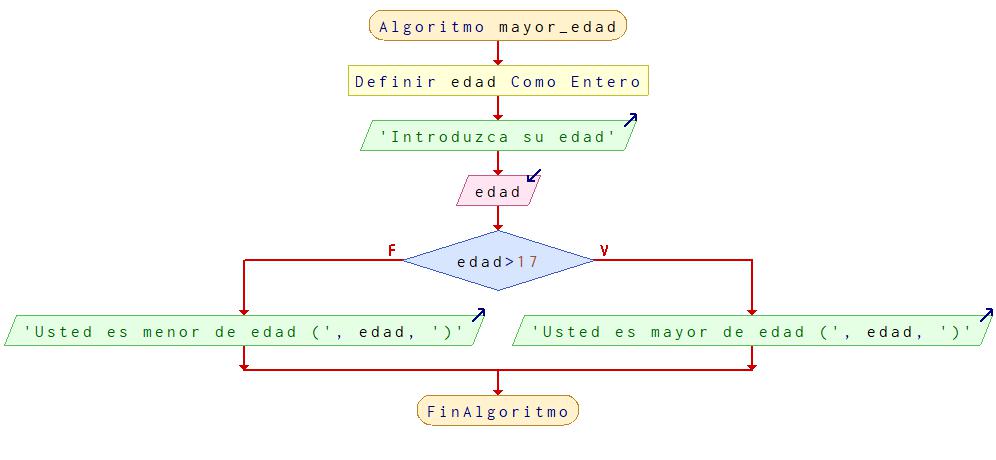 Algoritmo mayor_edad
Definir edad Como Entero
'Introduzca su edad'
edad
F
V
edad>17
'Usted es menor de edad (', edad, ')'
'Usted es mayor de edad (', edad, ')'
FinAlgoritmo